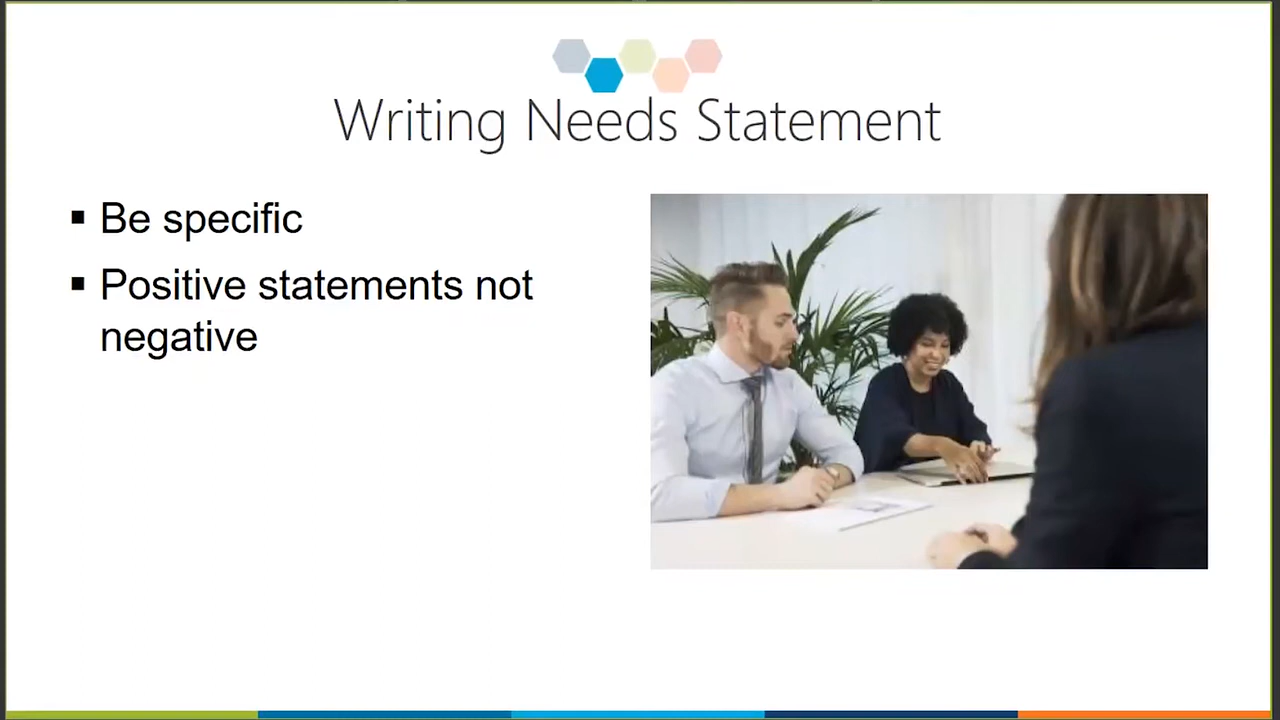 Writing Needs Statement
Be specific
Positive statements not
negative